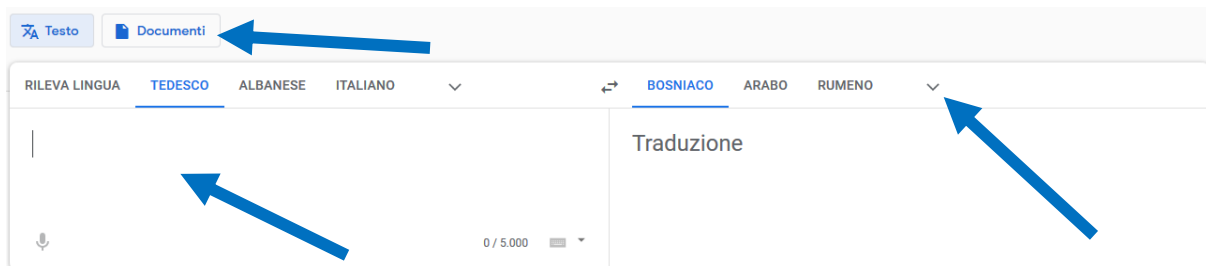 Testo Documenti
RILEVA LINGUA TEDESCO ALBANESE ITALIANO BOSNIACO ARABO RUMENO
Traduzione
0 / 5.000